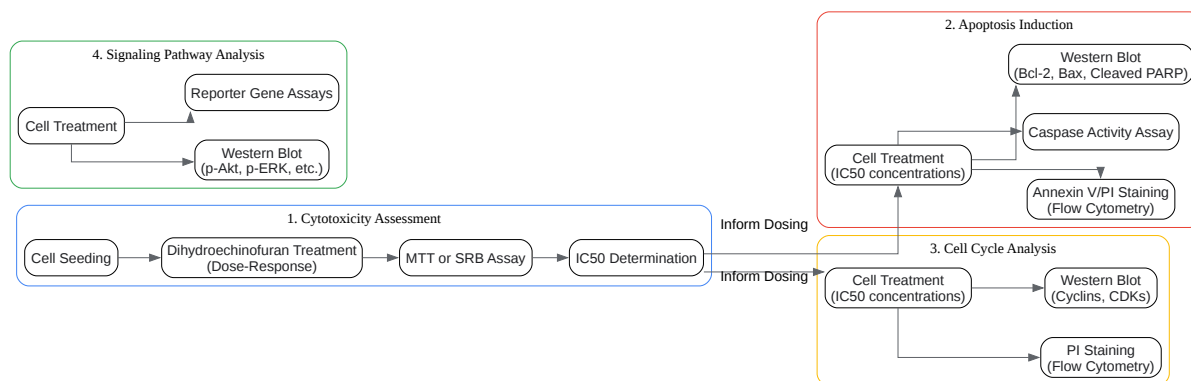 4. Signaling Pathway Analysis
Cell Treatment
Reporter Gene Assays
Western Blot
(p-Akt, p-ERK, etc.)
1. Cytotoxicity Assessment
Cell Seeding
Dihydroechinofuran Treatment
(Dose-Response)
MTT or SRB Assay
IC50 Determination
Inform Dosing
Inform Dosing
2. Apoptosis Induction
Cell Treatment
(IC50 concentrations)
Western Blot
(Bcl-2, Bax, Cleaved PARP)
Caspase Activity Assay
Annexin V/PI Staining
(Flow Cytometry)
3. Cell Cycle Analysis
Cell Treatment
(IC50 concentrations)
Western Blot
(Cyclins, CDKs)
PI Staining
(Flow Cytometry)